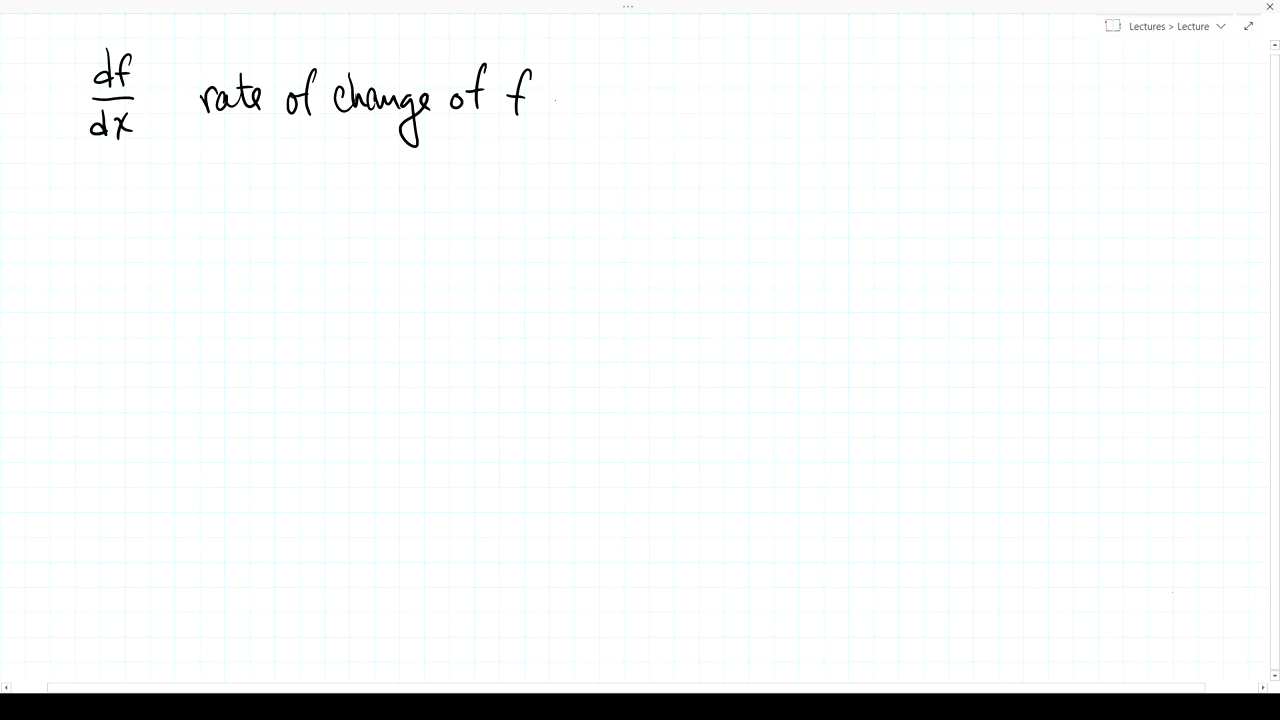 Lectures > Lecture
df/dx rate of change of f